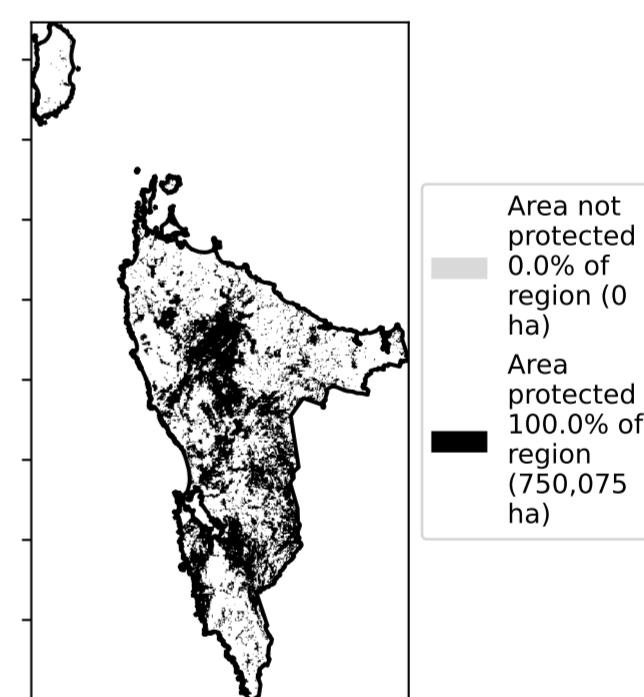 Area not
protected
0.0% of
region (0
ha)
Area
protected
100.0% of
region
(750,075
ha)